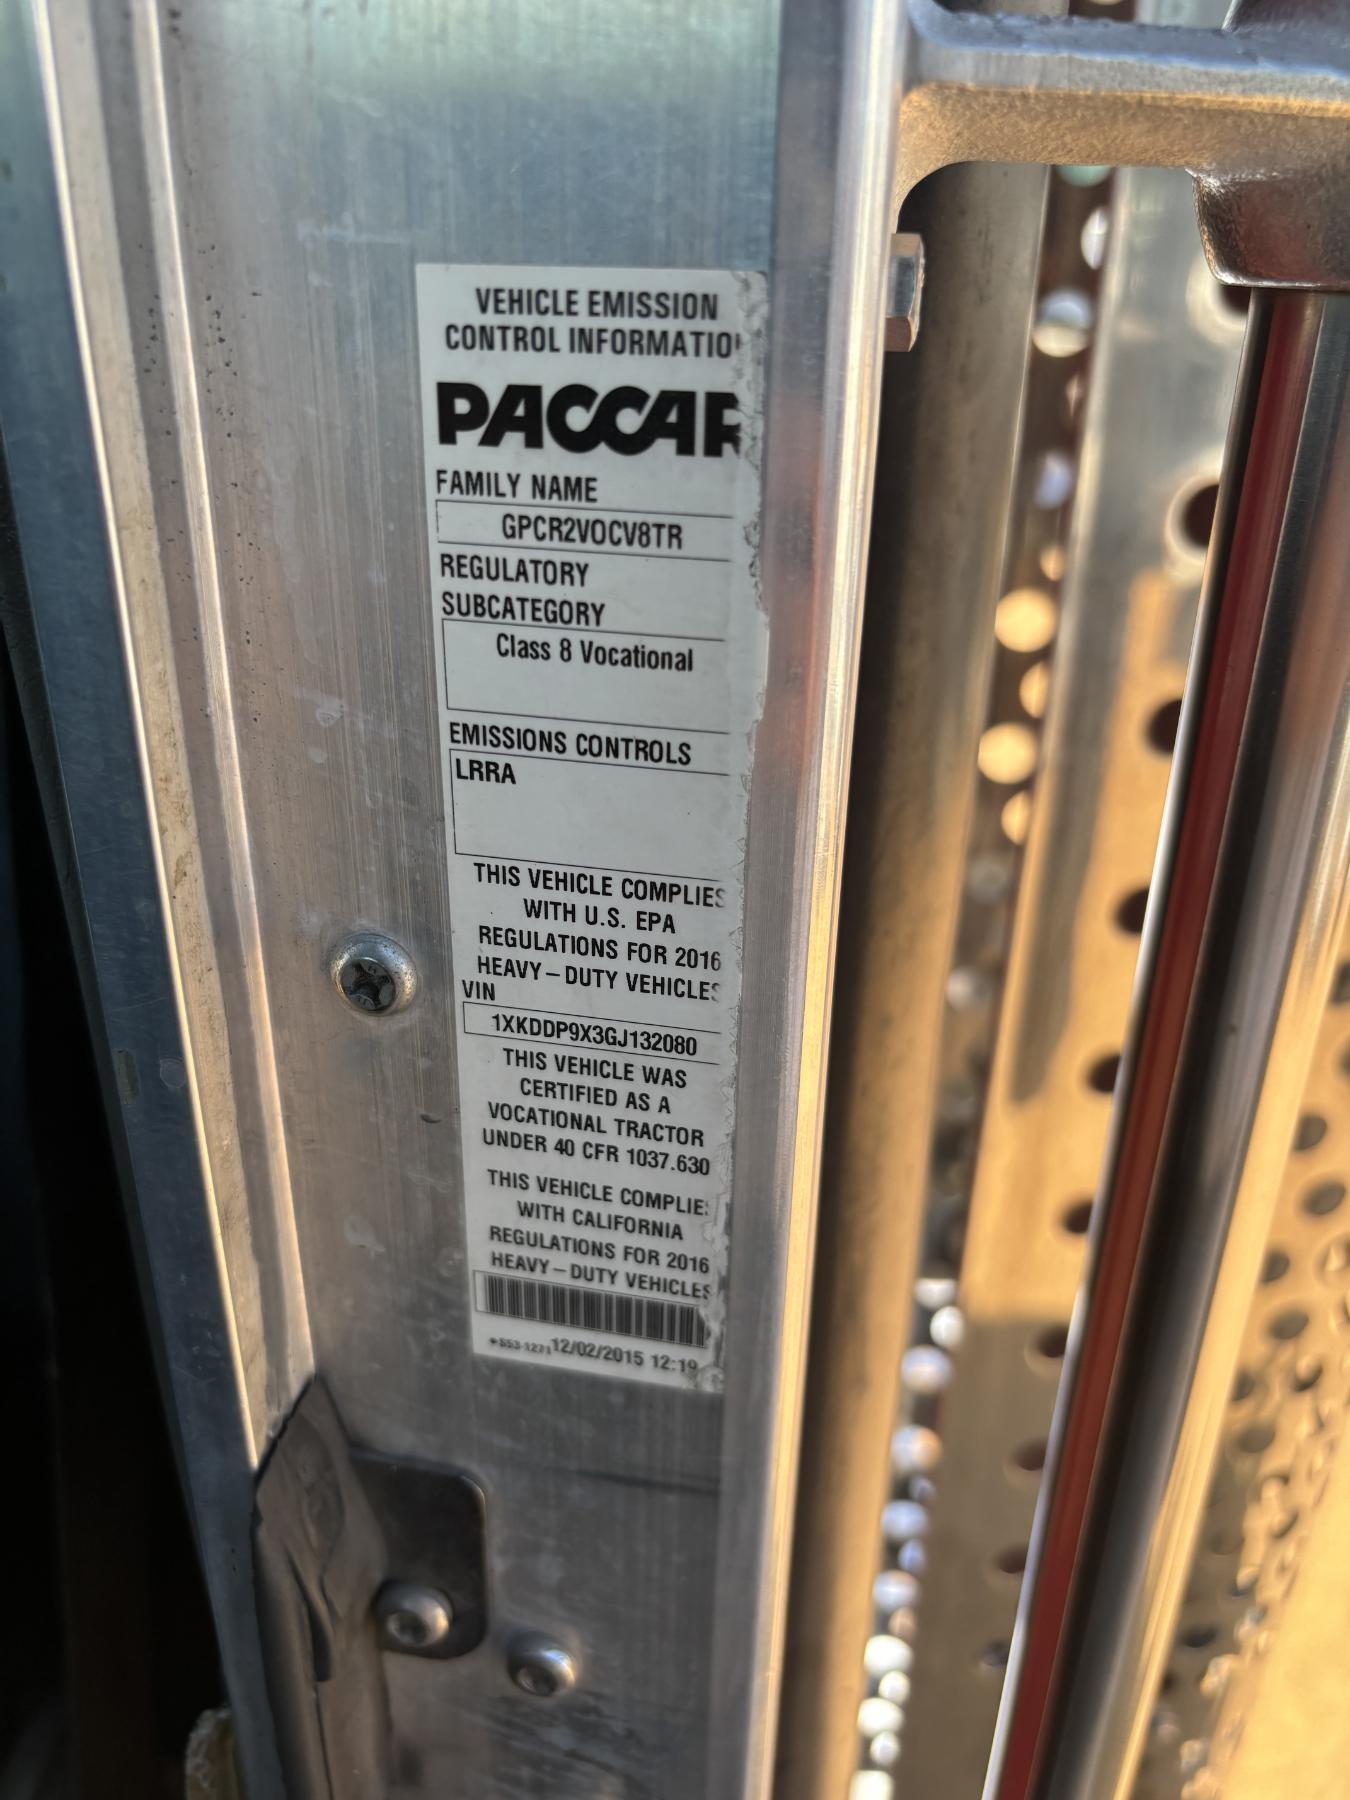 VEHICLE EMISSION
CONTROL INFORMATIO
PACCAR
FAMILY NAME
GPCR2VOCV8TR
REGULATORY
SUBCATEGORY
Class 8 Vocational
EMISSIONS CONTROLS
LRRA
THIS VEHICLE COMPLIES
WITH U.S. EPA
REGULATIONS FOR 2016
HEAVY-DUTY VEHICLES
VIN
1XKDDP9X3GJ132080
THIS VEHICLE WAS
CERTIFIED AS A
VOCATIONAL TRACTOR
UNDER 40 CFR 1037.630
THIS VEHICLE COMPLIE
WITH CALIFORNIA
REGULATIONS FOR 2016
HEAVY-DUTY VEHICLES
*S53-1271 12/02/2015 12:19